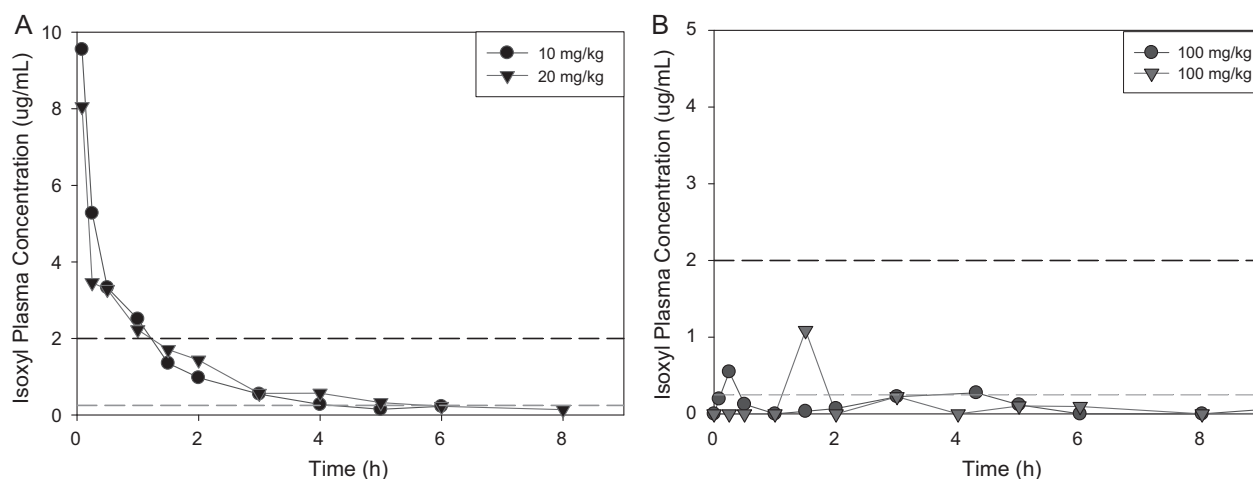 A
Isoxyl Plasma Concentration (ug/mL)
10
8
6
4
2
0
0 2 4 6 8
Time (h)
10 mg/kg
20 mg/kg
B
Isoxyl Plasma Concentration (ug/mL)
5
4
3
2
1
0
0 2 4 6 8
Time (h)
100 mg/kg
100 mg/kg